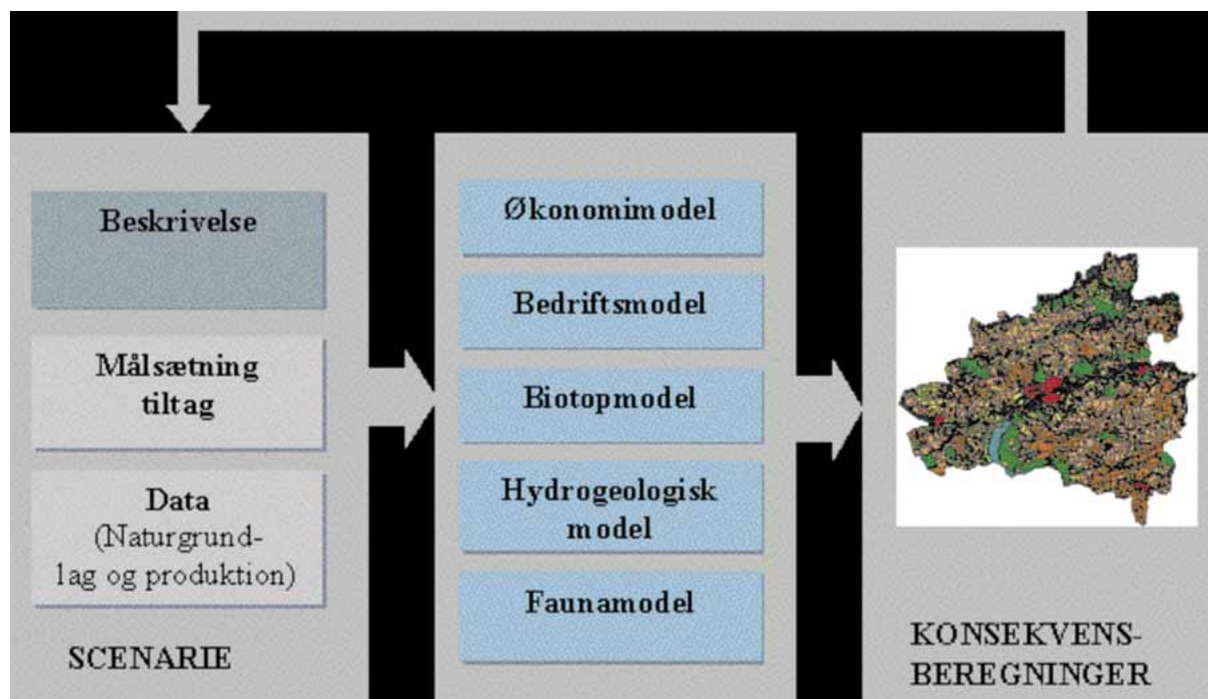 Beskrivelse
Målsætning
tiltag
Data
(Naturgrund-
lag og produktion)
SCENARIE
Økonomimodel
Bedriftsmodel
Biotopmodel
Hydrogeologisk
model
Faunamodel
KONSEKVENS-
BEREGNINGER